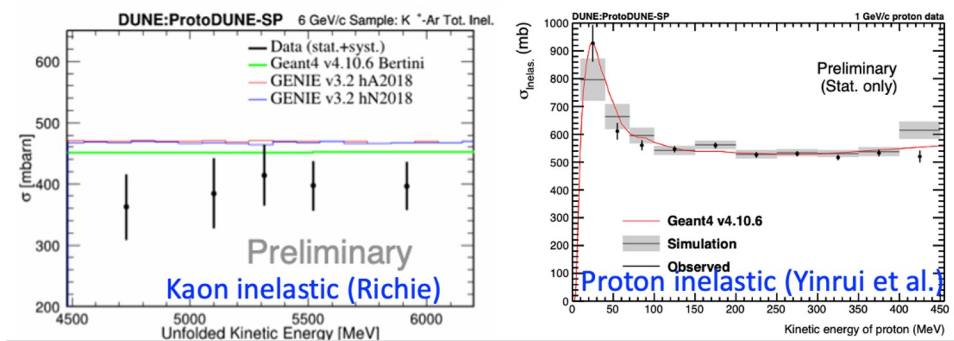 DUNE:ProtoDUNE-SP 6 GeV/c Sample: K +-Ar Tot. Inel.
Data (stat.+syst.)
Geant4 v4.10.6 Bertini
GENIE v3.2 hA2018
GENIE v3.2 hN2018
σ [mbarn]
600
500
400
300
200
Preliminary
Kaon inelastic (Richie)
4500 5000 5500 6000
Unfolded Kinetic Energy [MeV]
DUNE:ProtoDUNE-SP 1 GeV/c proton data
σInelas. (mb)
1000
900
800
700
600
500
400
300
200
100
0
Preliminary
(Stat. only)
Geant4 v4.10.6
Simulation
Observed
Proton inelastic (Yinrui et al.)
0 50 100 150 200 250 300 350 400 450
Kinetic energy of proton (MeV)